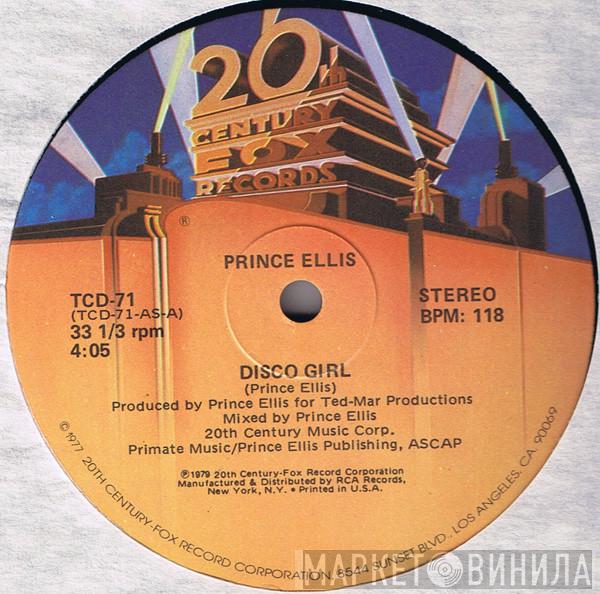 20th
CENTURY
FOX
RECORDS
®
PRINCE ELLIS
TCD-71
(TCD-71-AS-A)
33 1/3 rpm
4:05
STEREO
BPM: 118
DISCO GIRL
(Prince Ellis)
Produced by Prince Ellis for Ted-Mar Productions
Mixed by Prince Ellis
20th Century Music Corp.
Primate Music/Prince Ellis Publishing, ASCAP
℗1979 20th Century-Fox Record Corporation
Manufactured & Distributed by RCA Records,
New York, N.Y. • Printed in U.S.A.
©1977 20TH CENTURY-FOX RECORD CORPORATION, 8544 SUNSET BLVD., LOS ANGELES, CA. 90069
МАРКЕТ ВИНИЛА